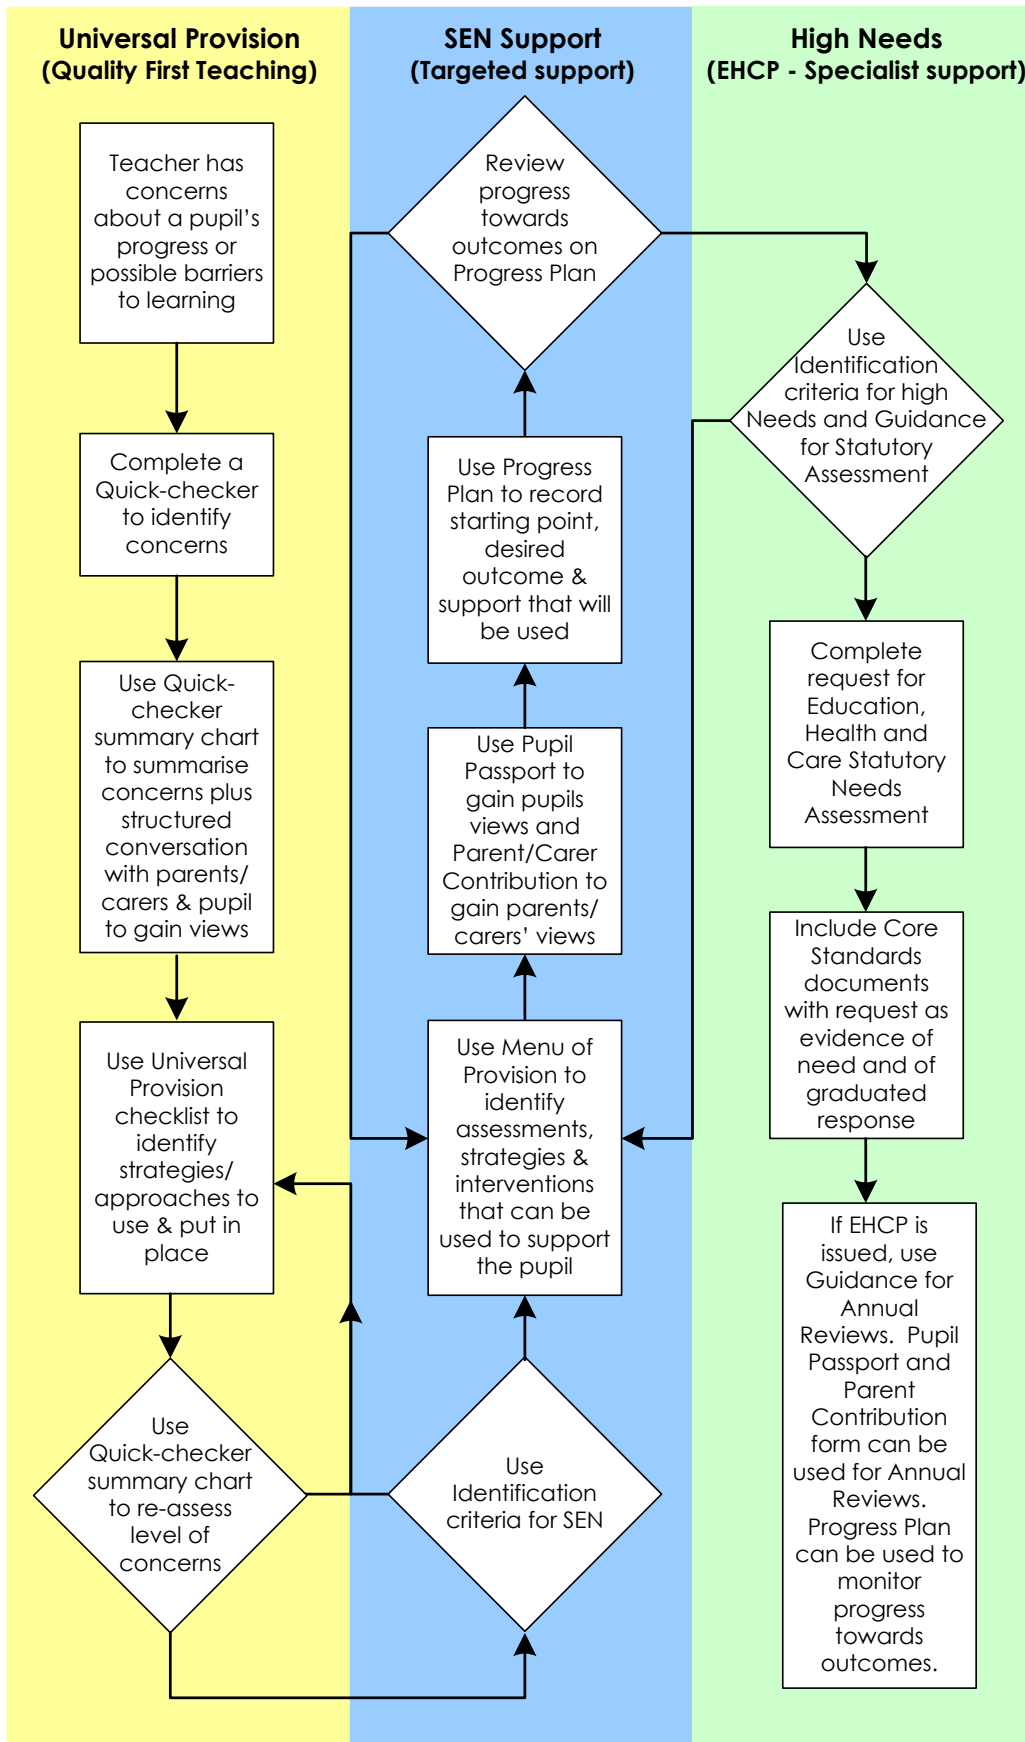 Universal Provision
(Quality First Teaching)
Teacher has
concerns
about a pupil's
progress or
possible barriers
to learning
Complete a
Quick-checker
to identify
concerns
Use Quick-
checker
summary chart
to summarise
concerns plus
structured
conversation
with parents/
carers & pupil
to gain views
Use Universal
Provision
checklist to
identify
strategies/
approaches to
use & put in
place
Use
Quick-checker
summary chart
to re-assess
level of
concerns
SEN Support
(Targeted support)
Review
progress
towards
outcomes on
Progress Plan
Use Progress
Plan to record
starting point,
desired
outcome &
support that will
be used
Use Pupil
Passport to
gain pupils
views and
Parent/Carer
Contribution to
gain parents/
carers' views
Use Menu of
Provision to
identify
assessments,
strategies &
interventions
that can be
used to support
the pupil
Use
Identification
criteria for SEN
High Needs
(EHCP - Specialist support)
Use
Identification
criteria for high
Needs and Guidance
for Statutory
Assessment
Complete
request for
Education,
Health and
Care Statutory
Needs
Assessment
Include Core
Standards
documents
with request as
evidence of
need and of
graduated
response
If EHCP is
issued, use
Guidance for
Annual
Reviews.  Pupil
Passport and
Parent
Contribution
form can be
used for Annual
Reviews.
Progress Plan
can be used to
monitor
progress
towards
outcomes.